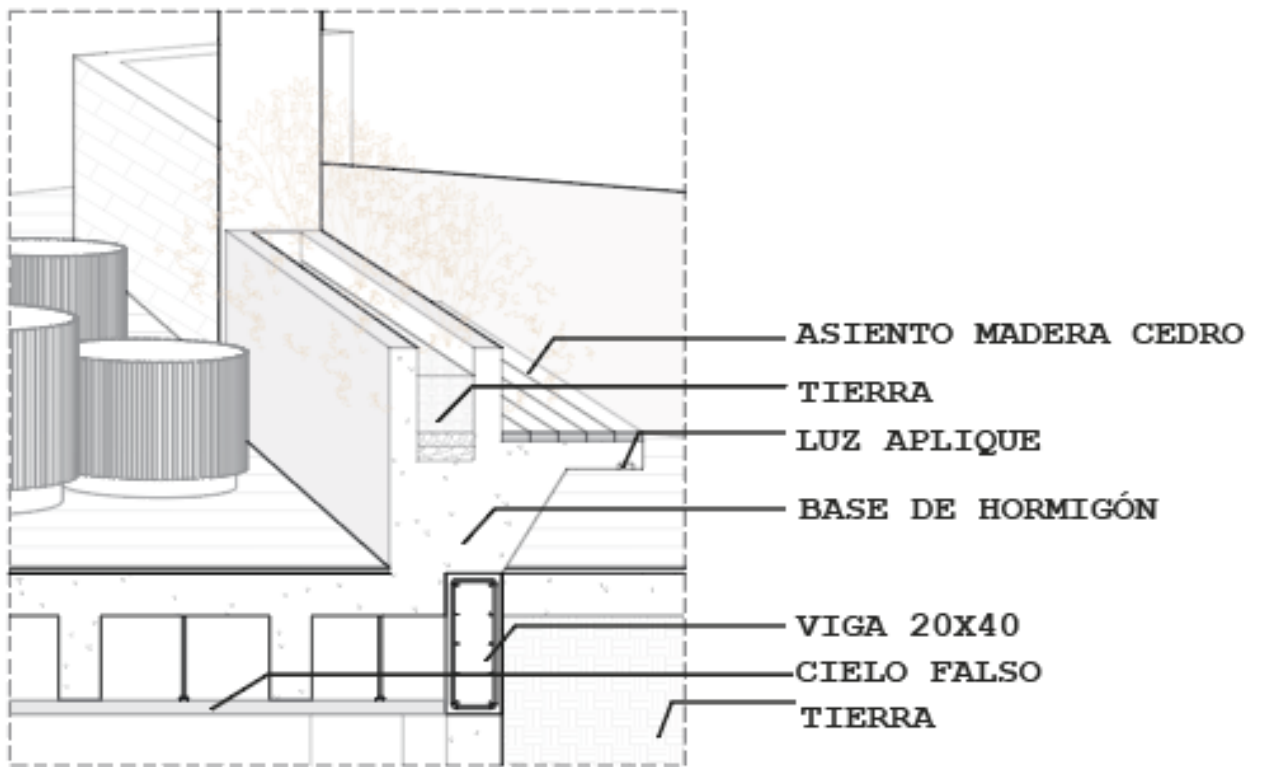 ASIENTO MADERA CEDRO
TIERRA
LUZ APLIQUE
BASE DE HORMIGÓN
VIGA 20X40
CIELO FALSO
TIERRA